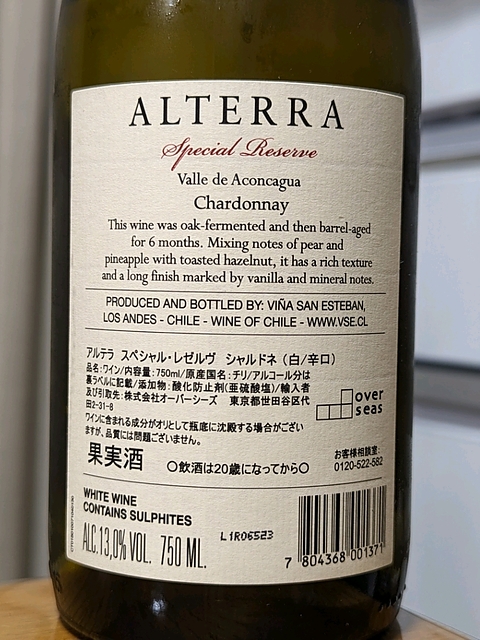 ALTERRA
Special Reserve
Valle de Aconcagua
Chardonnay
This wine was oak-fermented and then barrel-aged
for 6 months. Mixing notes of pear and
pineapple with toasted hazelnut, it has a rich texture
and a long finish marked by vanilla and mineral notes.
PRODUCED AND BOTTLED BY: VIÑA SAN ESTEBAN,
LOS ANDES - CHILE - WINE OF CHILE - WWW.VSE.CL
アルテラ スペシャル・レゼルヴ シャルドネ（白/辛口）
品名:ワイン/内容量:750ml/原産国名:チリ/アルコール分は
裏ラベルに記載/添加物:酸化防止剤(亜硫酸塩)/輸入者
及び引取先:株式会社オーバーシーズ 東京都世田谷区代
田2-31-8
over
seas
ワインに含まれる成分がオリとして瓶底に沈殿する場合がござい
ますが、品質には問題ございません。
果実酒 ○飲酒は20歳になってから○
お客様相談室:
0120-522-582
WHITE WINE
CONTAINS SULPHITES
ALC.13,0%VOL. 750 ML.
L1R06523
7 804368 001371